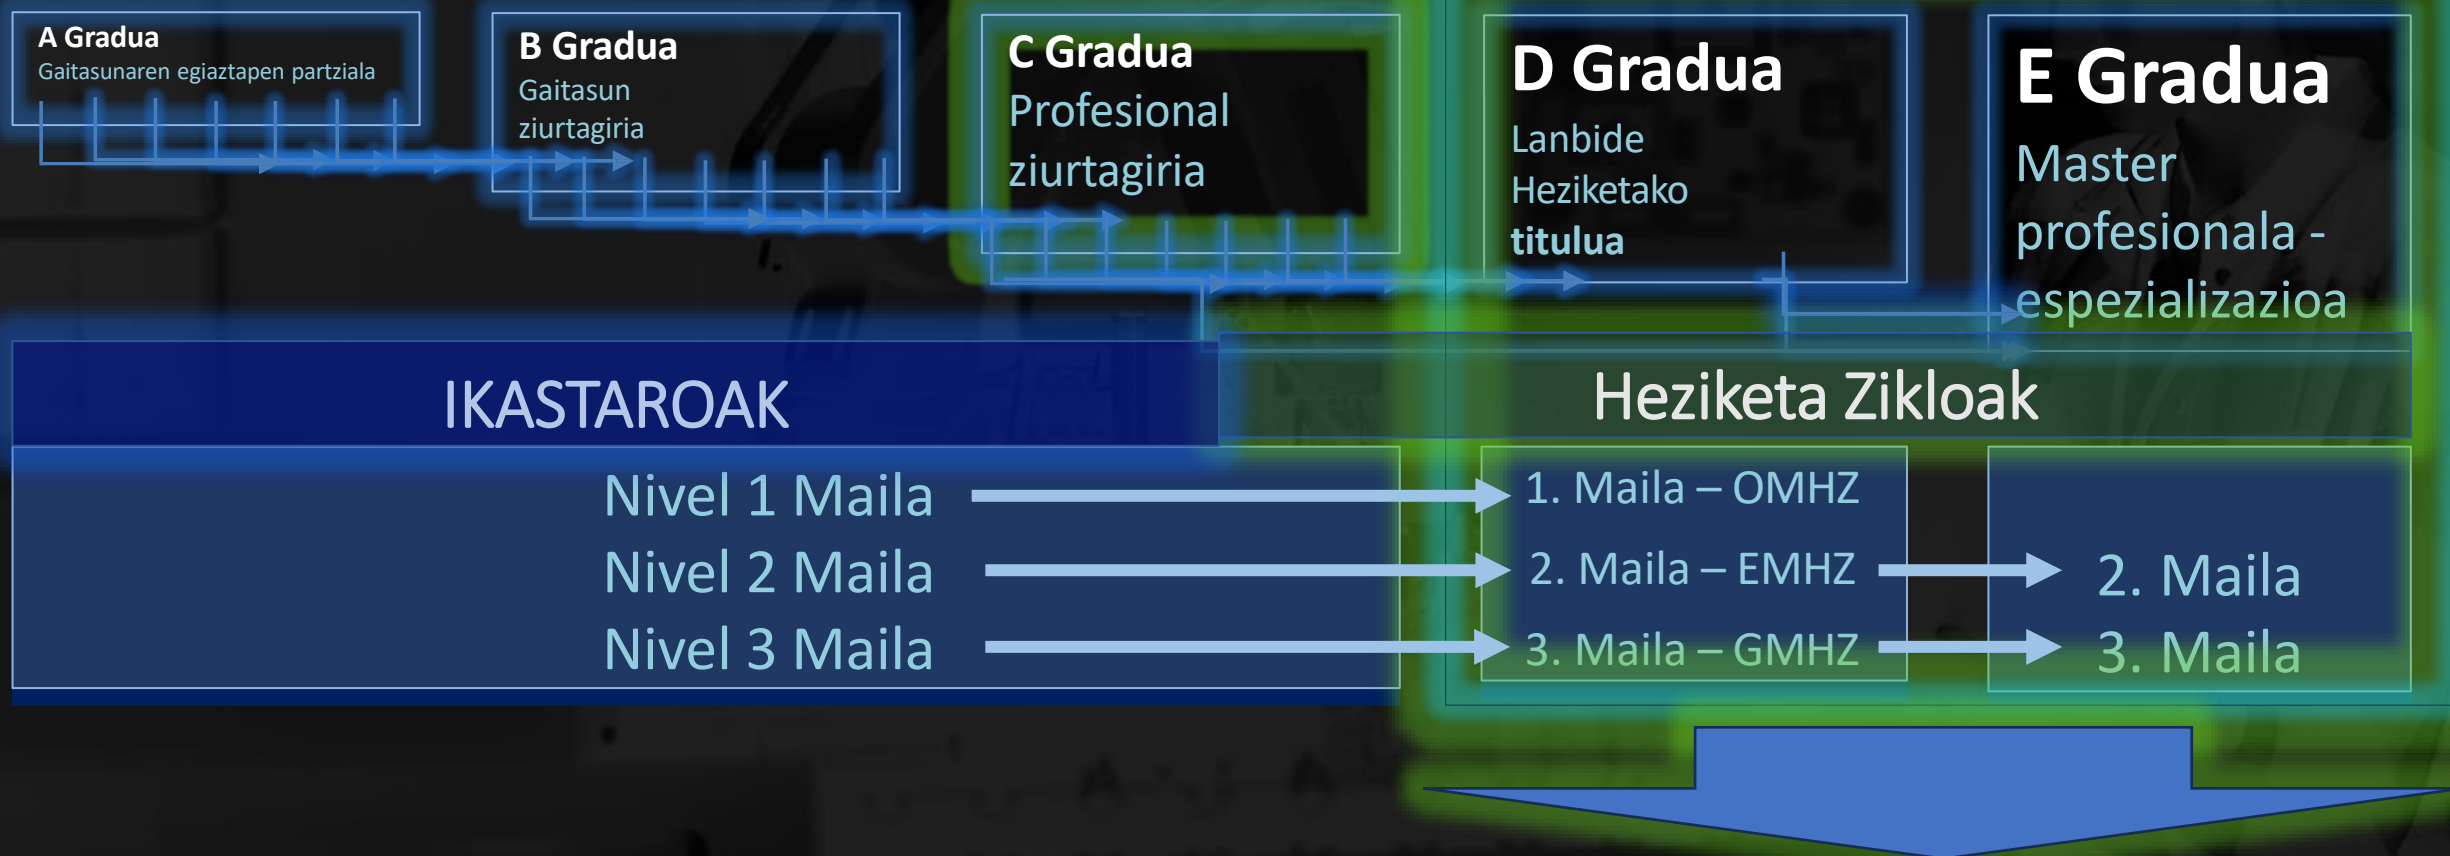 A Gradua
Gaitasunaren egiaztapen partziala
B Gradua
Gaitasun
ziurtagiria
C Gradua
Profesional
ziurtagiria
D Gradua
Lanbide
Heziketako
titulua
E Gradua
Master
profesionala -
espezializazioa
IKASTAROAK
Heziketa Zikloak
Nivel 1 Maila
1. Maila – OMHZ
Nivel 2 Maila
2. Maila – EMHZ
2. Maila
Nivel 3 Maila
3. Maila – GMHZ
3. Maila